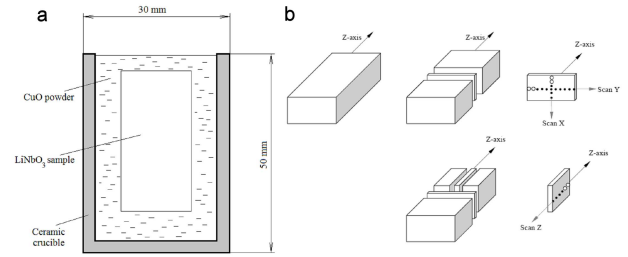 a
30 mm
CuO powder
LiNbO3 sample
Ceramic
crucible
50 mm
b
Z-axis
Z-axis
Z-axis
Scan Y
Scan X
Z-axis
Z-axis
Scan Z